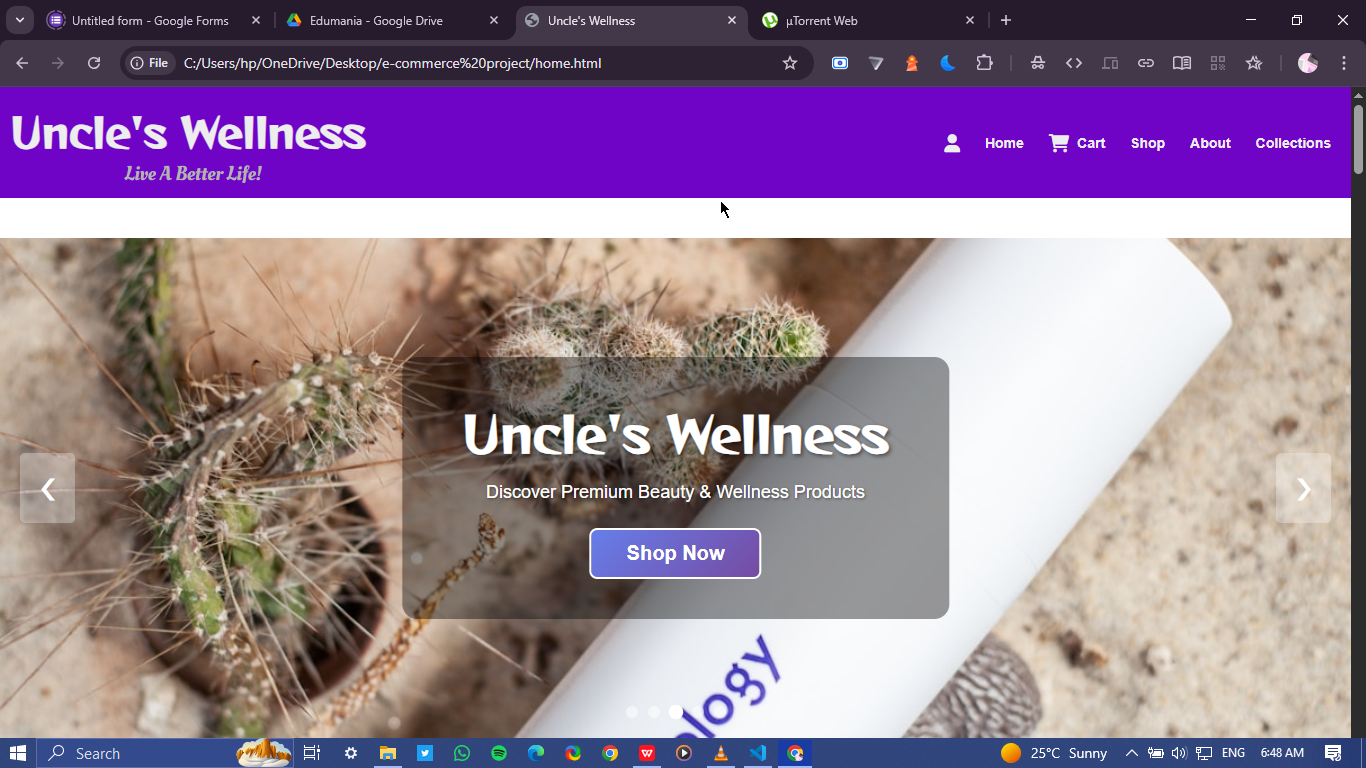 Untitled form - Google Forms
Edumania - Google Drive
Uncle's Wellness
µTorrent Web
File
C:/Users/hp/OneDrive/Desktop/e-commerce%20project/home.html
Uncle's Wellness
Live A Better Life!
Home
Cart
Shop
About
Collections
Uncle's Wellness
Discover Premium Beauty & Wellness Products
Shop Now
ology
Search
25°C Sunny
ENG
6:48 AM